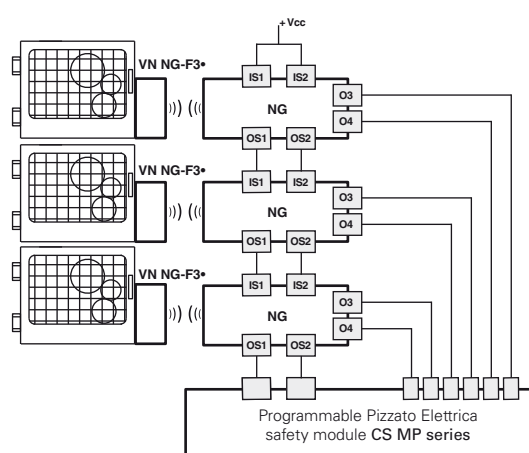 +Vcc
VN NG-F3•
IS1 IS2
O3
NG
O4
OS1 OS2
VN NG-F3•
IS1 IS2
O3
NG
O4
OS1 OS2
VN NG-F3•
IS1 IS2
O3
NG
O4
OS1 OS2
Programmable Pizzato Elettrica
safety module CS MP series